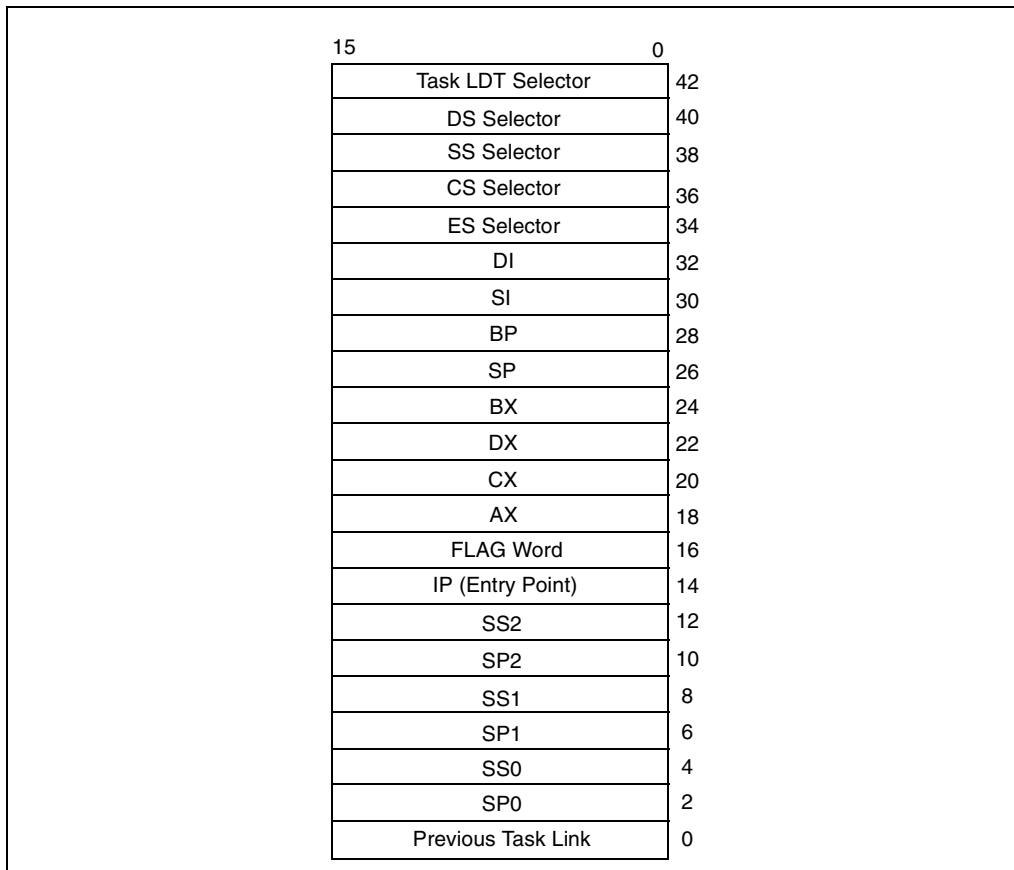 15 0
Task LDT Selector 42
DS Selector 40
SS Selector 38
CS Selector 36
ES Selector 34
DI 32
SI 30
BP 28
SP 26
BX 24
DX 22
CX 20
AX 18
FLAG Word 16
IP (Entry Point) 14
SS2 12
SP2 10
SS1 8
SP1 6
SS0 4
SP0 2
Previous Task Link 0